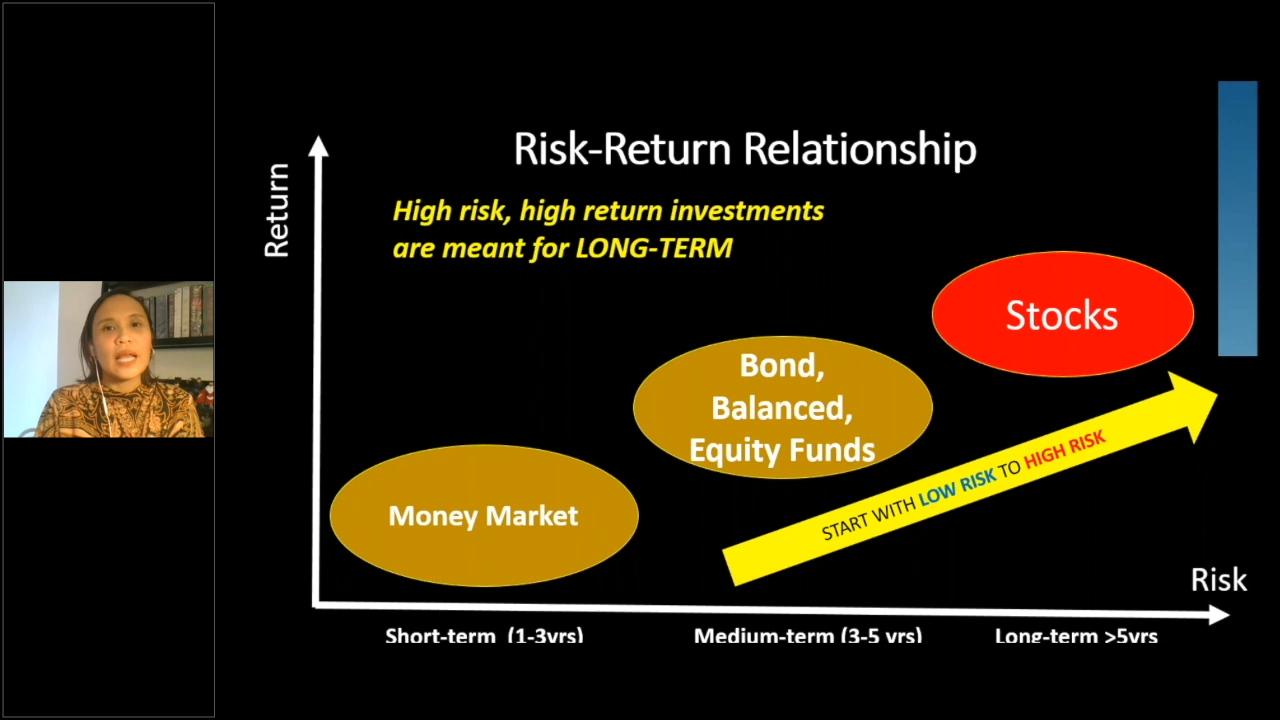 Risk-Return Relationship
Return
High risk, high return investments
are meant for LONG-TERM
Stocks
Bond,
Balanced,
Equity Funds
Money Market
START WITH LOW RISK TO HIGH RISK
Risk
Short-term (1-3yrs)
Medium-term (3-5 yrs)
Long-term >5yrs